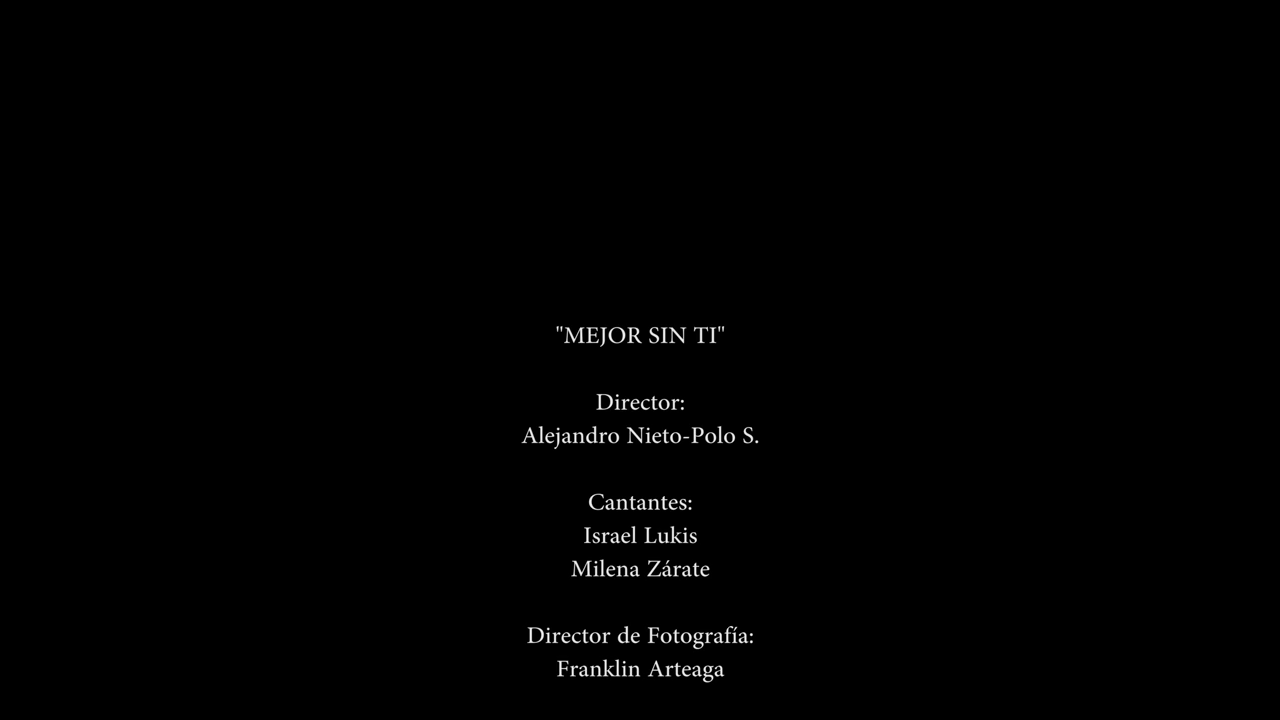 "MEJOR SIN TI"
Director:
Alejandro Nieto-Polo S.
Cantantes:
Israel Lukis
Milena Zárate
Director de Fotografía:
Franklin Arteaga